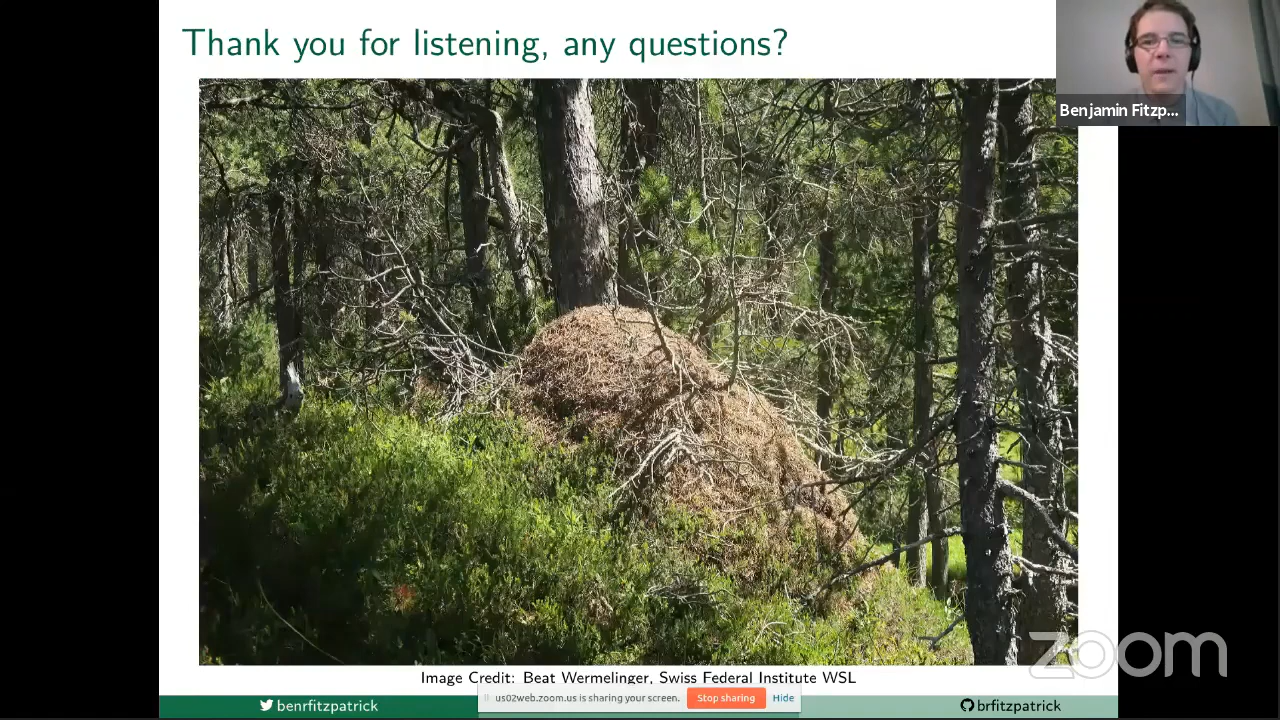 Thank you for listening, any questions?
Benjamin Fitzp...
Image Credit: Beat Wermelinger, Swiss Federal Institute WSL
us02web.zoom.us is sharing your screen.
Stop sharing
Hide
benrfitzpatrick
brfitzpatrick
zoom